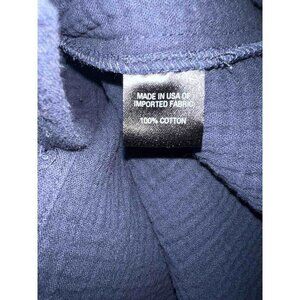 MADE IN USA OF
IMPORTED FABRIC
100% COTTON